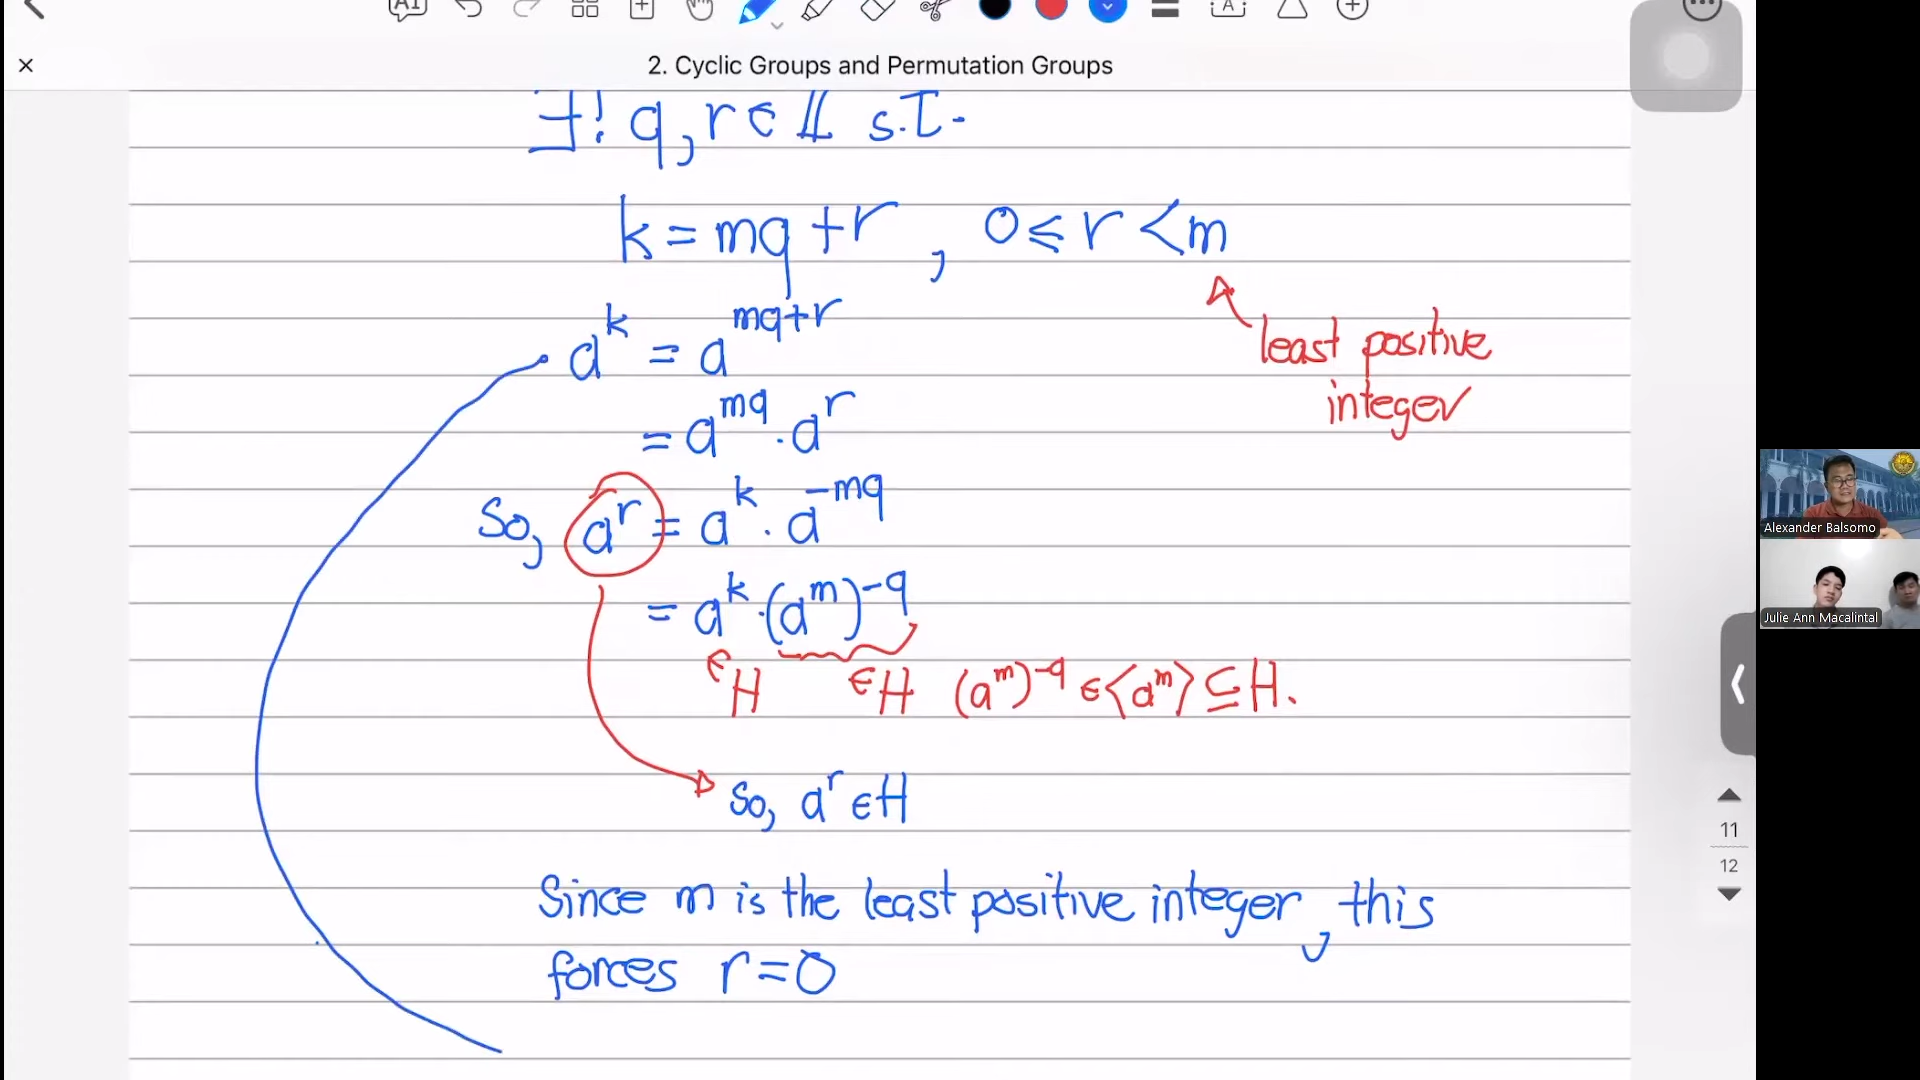 2. Cyclic Groups and Permutation Groups
∃! q, r ∈ ℤ s.t.
k = mq + r , 0 ≤ r < m
least positive
integer
a^k = a^{mq+r}
= a^{mq} · a^r
So, a^r = a^k · a^{-mq}
= a^k · (a^m)^{-q}
∈H ∈H (a^m)^{-q} ∈ ⟨a^m⟩ ⊆ H.
So, a^r ∈ H
Since m is the least positive integer, this
forces r = 0
11
12
Alexander Balsomo
Julie Ann Macalintal